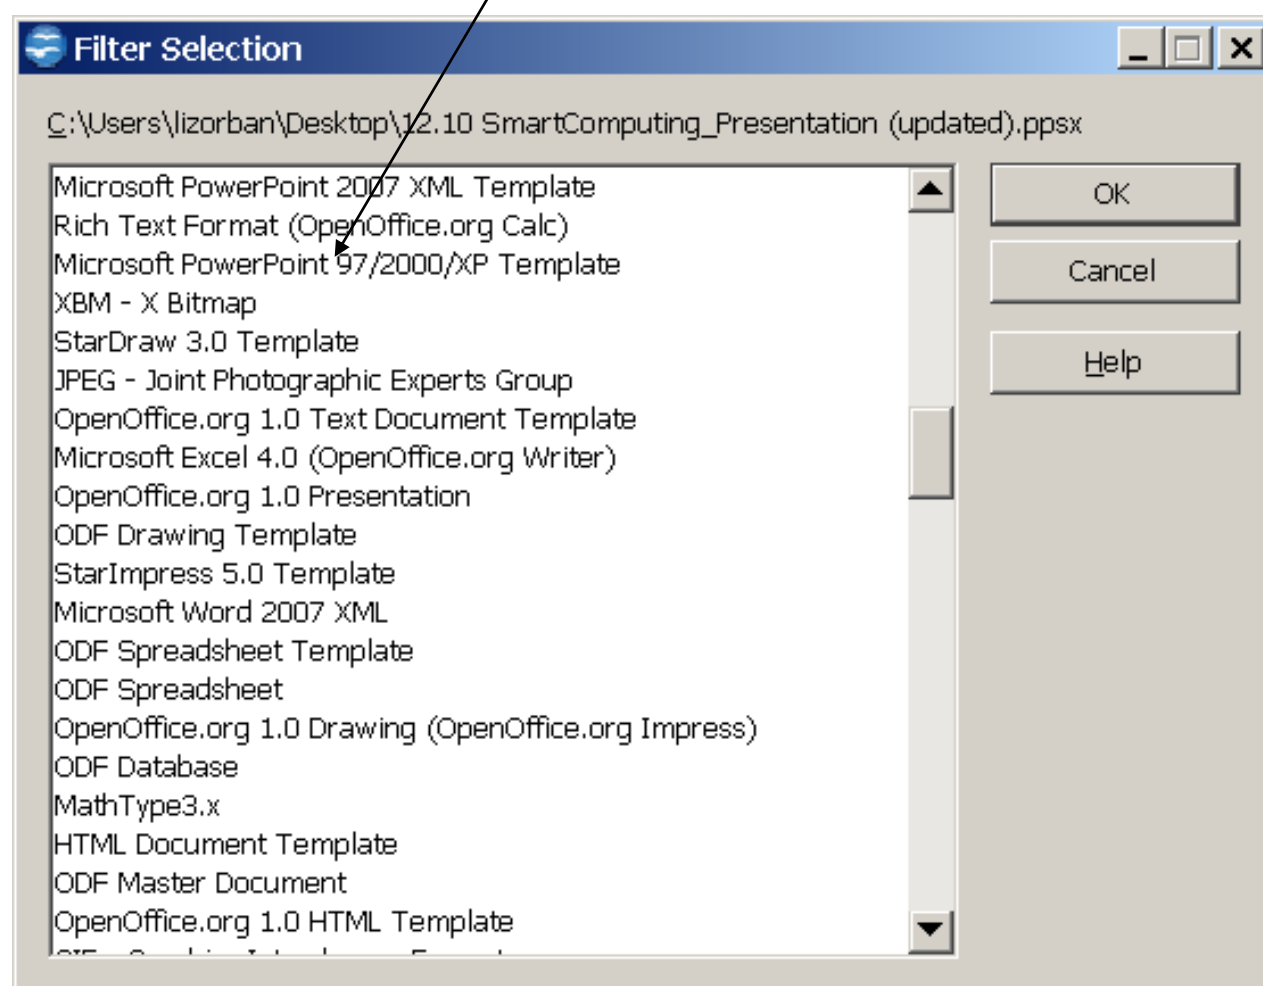 Filter Selection
C:\Users\lizorban\Desktop\12.10 SmartComputing_Presentation (updated).ppsx
Microsoft PowerPoint 2007 XML Template
Rich Text Format (OpenOffice.org Calc)
Microsoft PowerPoint 97/2000/XP Template
XBM - X Bitmap
StarDraw 3.0 Template
JPEG - Joint Photographic Experts Group
OpenOffice.org 1.0 Text Document Template
Microsoft Excel 4.0 (OpenOffice.org Writer)
OpenOffice.org 1.0 Presentation
ODF Drawing Template
StarImpress 5.0 Template
Microsoft Word 2007 XML
ODF Spreadsheet Template
ODF Spreadsheet
OpenOffice.org 1.0 Drawing (OpenOffice.org Impress)
ODF Database
MathType3.x
HTML Document Template
ODF Master Document
OpenOffice.org 1.0 HTML Template
OK
Cancel
Help